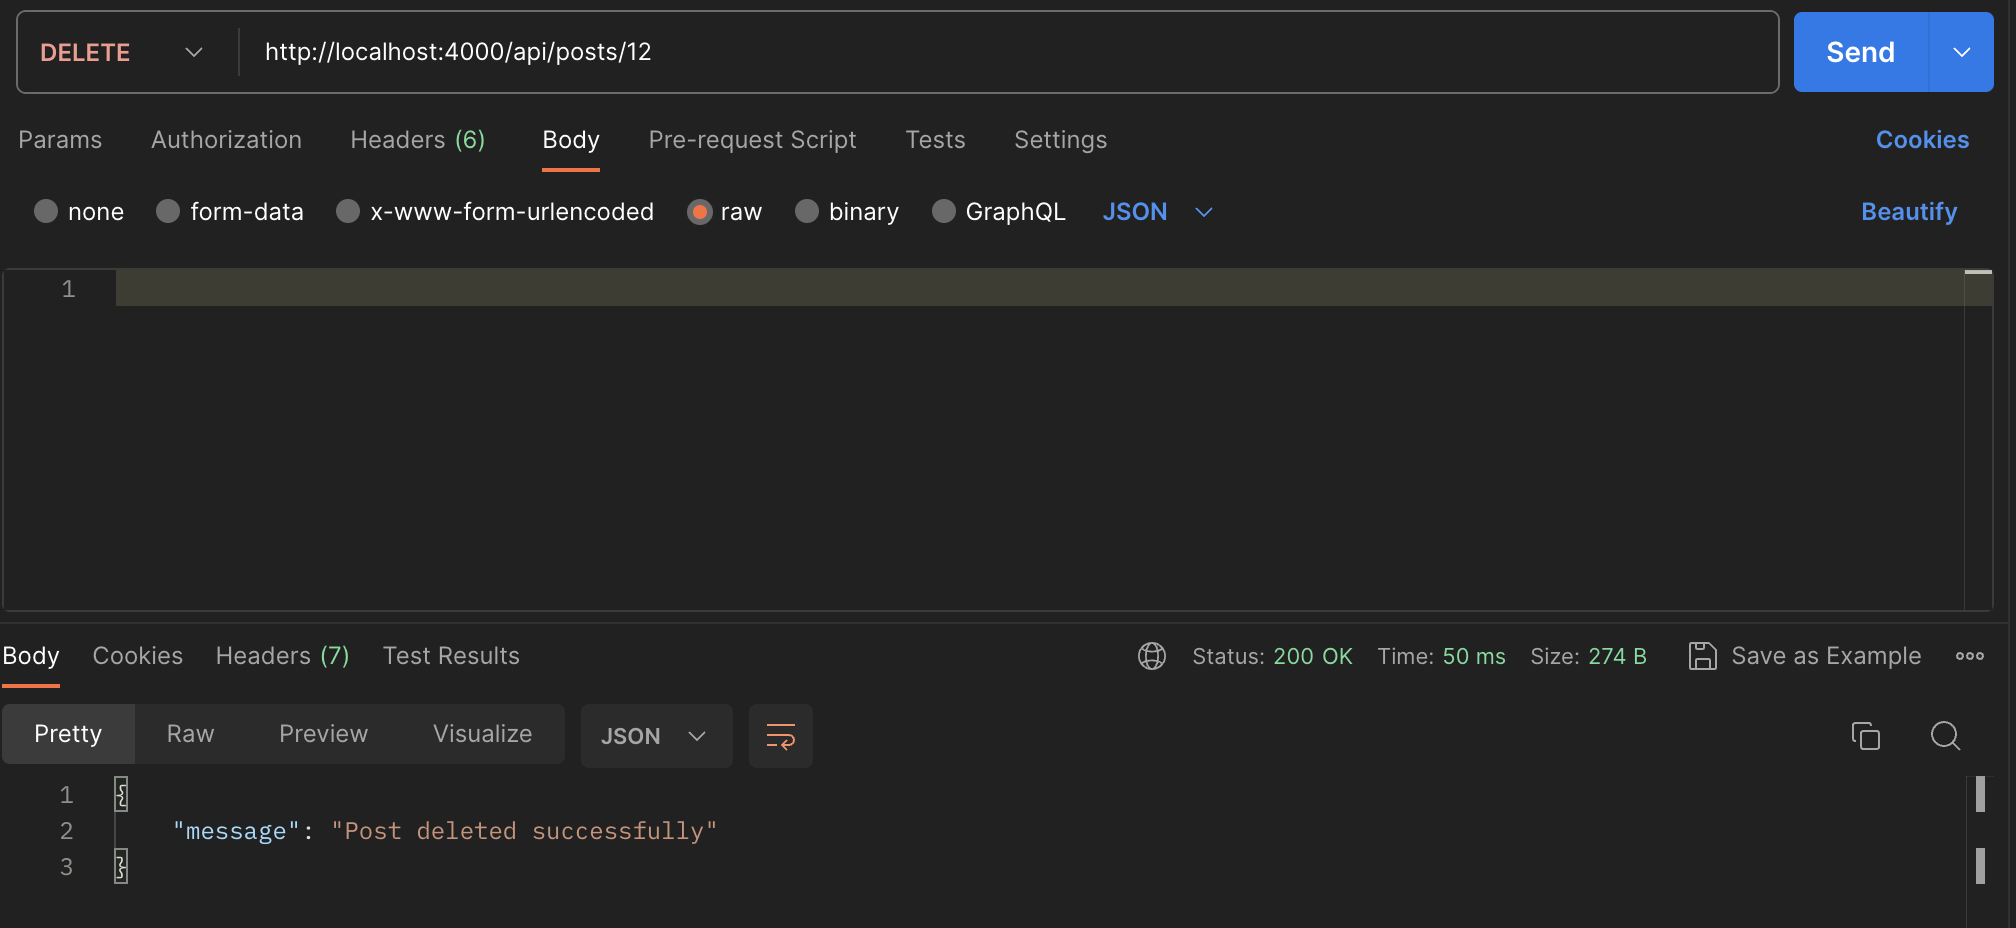 DELETE http://localhost:4000/api/posts/12 Send
Params Authorization Headers (6) Body Pre-request Script Tests Settings Cookies
none form-data x-www-form-urlencoded raw binary GraphQL JSON Beautify
1
Body Cookies Headers (7) Test Results Status: 200 OK Time: 50 ms Size: 274 B Save as Example
Pretty Raw Preview Visualize JSON
1 {
2 "message": "Post deleted successfully"
3 }